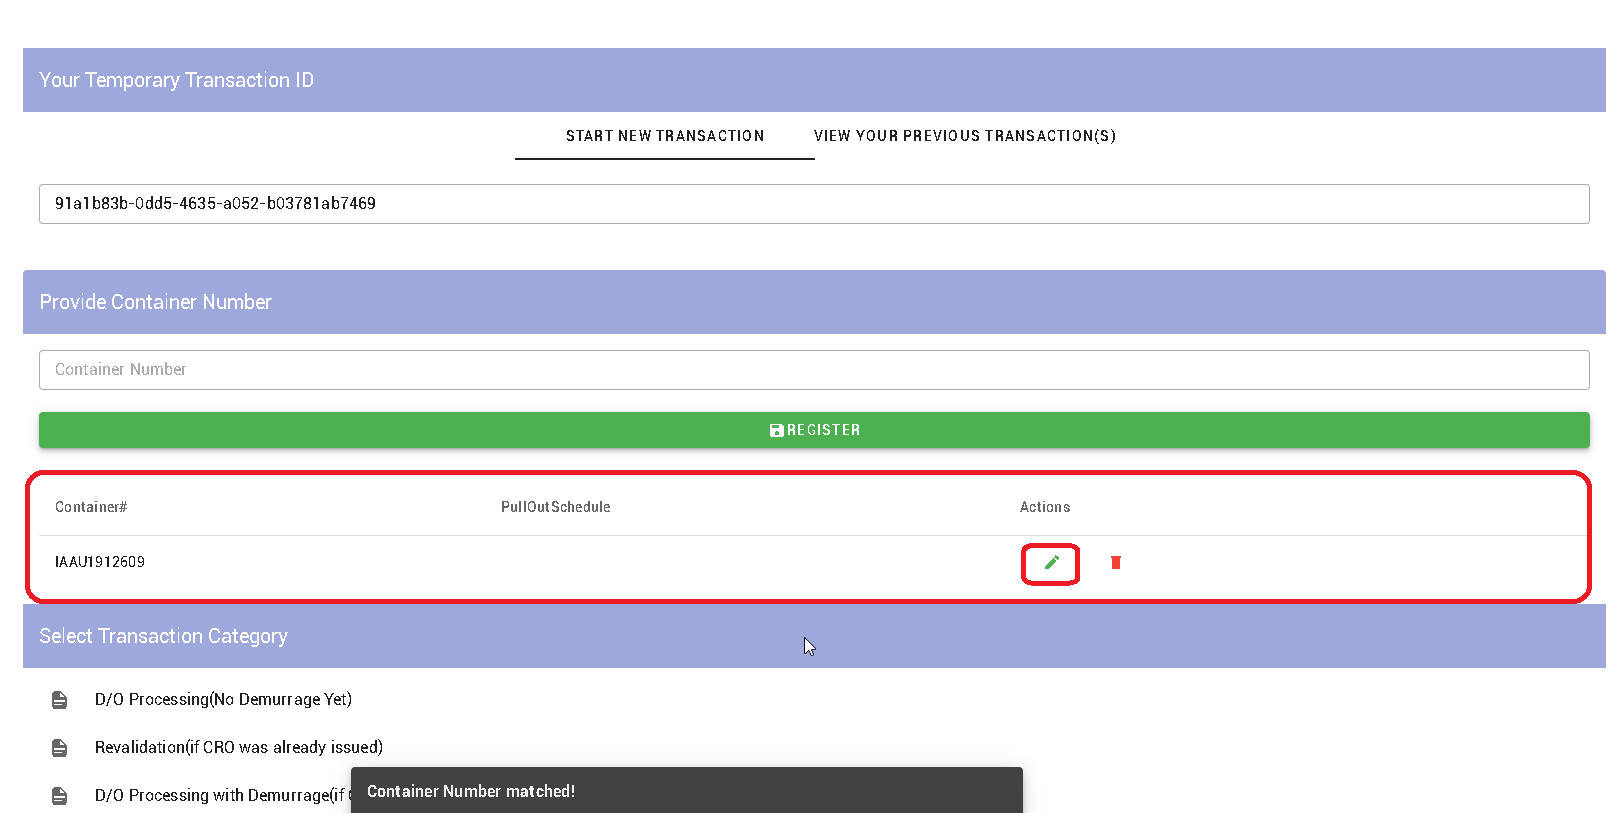 Your Temporary Transaction ID
START NEW TRANSACTION VIEW YOUR PREVIOUS TRANSACTION(S)
91a1b83b-0dd5-4635-a052-b03781ab7469
Provide Container Number
Container Number
REGISTER
Container# PullOutSchedule Actions
IAAU1912609
Select Transaction Category
D/O Processing(No Demurrage Yet)
Revalidation(if CRO was already issued)
D/O Processing with Demurrage(if
Container Number matched!